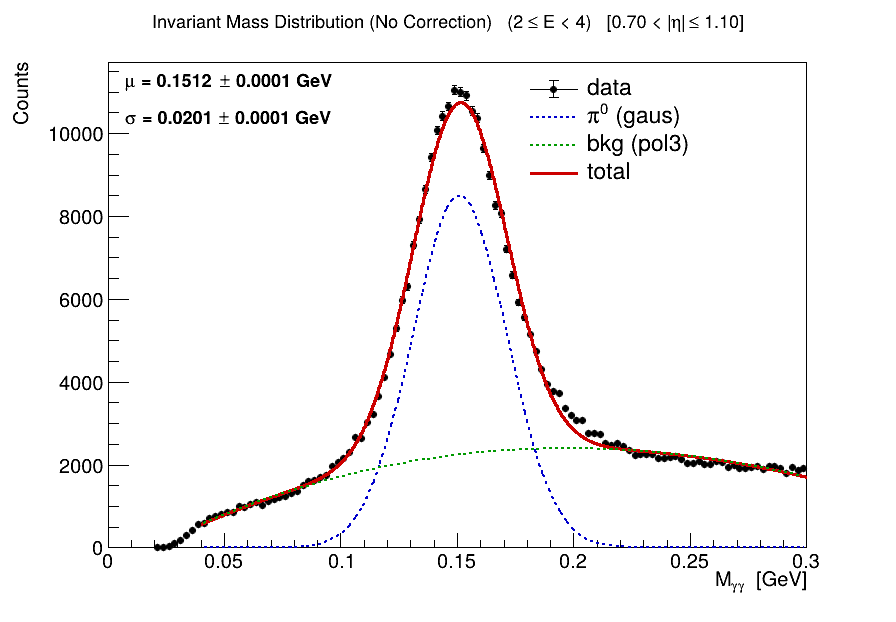 Invariant Mass Distribution (No Correction) (2 ≤ E < 4) [0.70 < |η| ≤ 1.10]
Counts
μ = 0.1512 ± 0.0001 GeV
σ = 0.0201 ± 0.0001 GeV
data
π⁰ (gaus)
bkg (pol3)
total
10000
8000
6000
4000
2000
0
0 0.05 0.1 0.15 0.2 0.25 0.3
M_γγ [GeV]